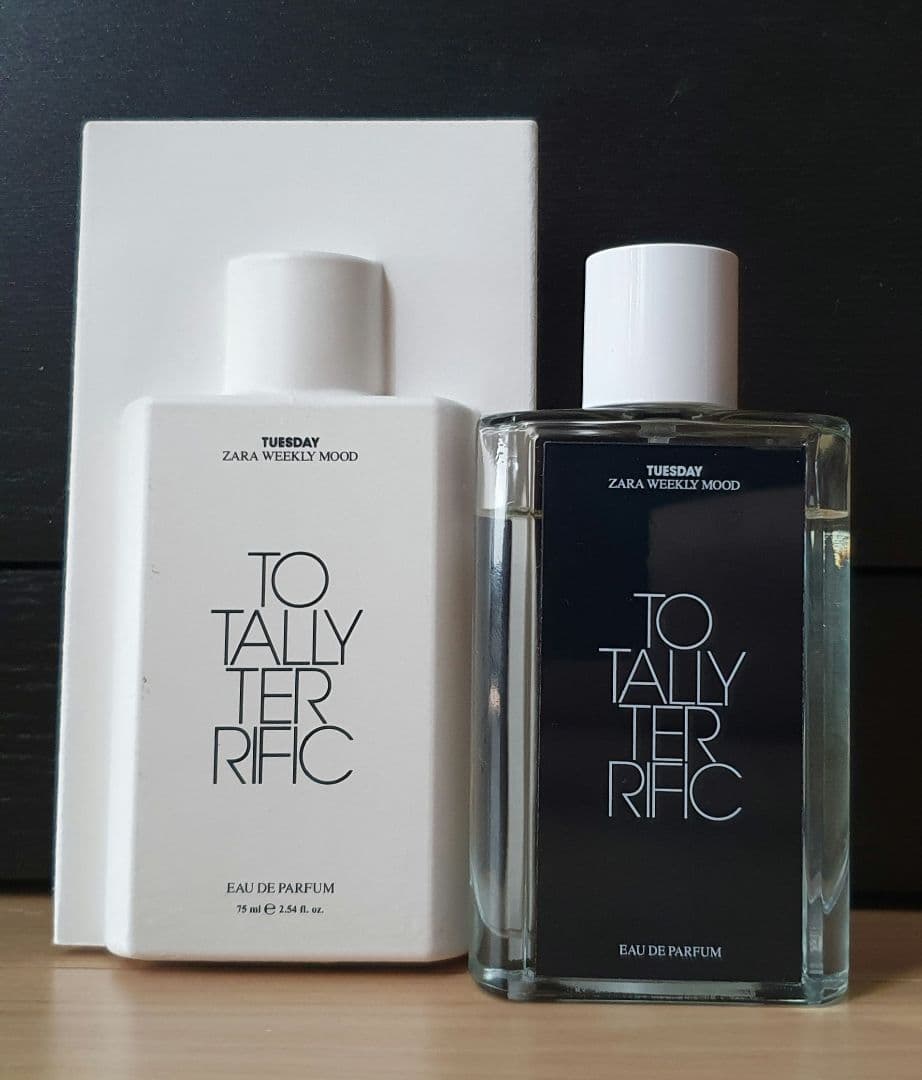 TUESDAY
ZARA WEEKLY MOOD
TO
TALLY
TER
RIFIC
EAU DE PARFUM
75 ml ℮ 2.54 fl. oz.
TUESDAY
ZARA WEEKLY MOOD
TO
TALLY
TER
RIFIC
EAU DE PARFUM